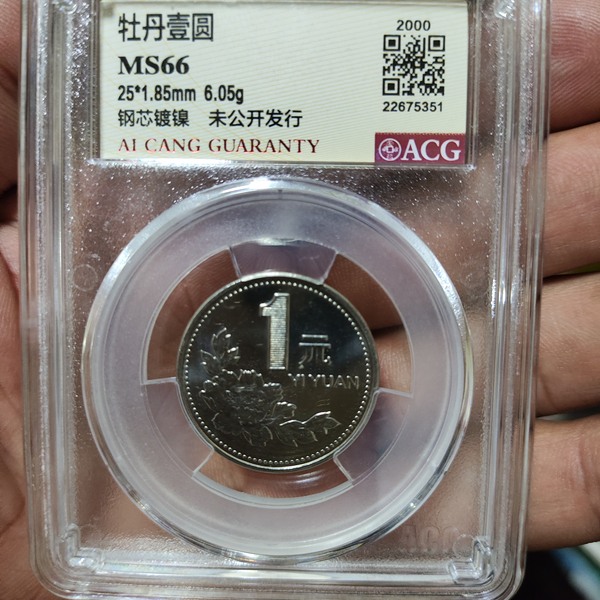 牡丹壹圆
2000
MS66
25*1.85mm 6.05g
22675351
钢芯镀镍 未公开发行
AI CANG GUARANTY
ACG
1
元
YI YUAN
ACG